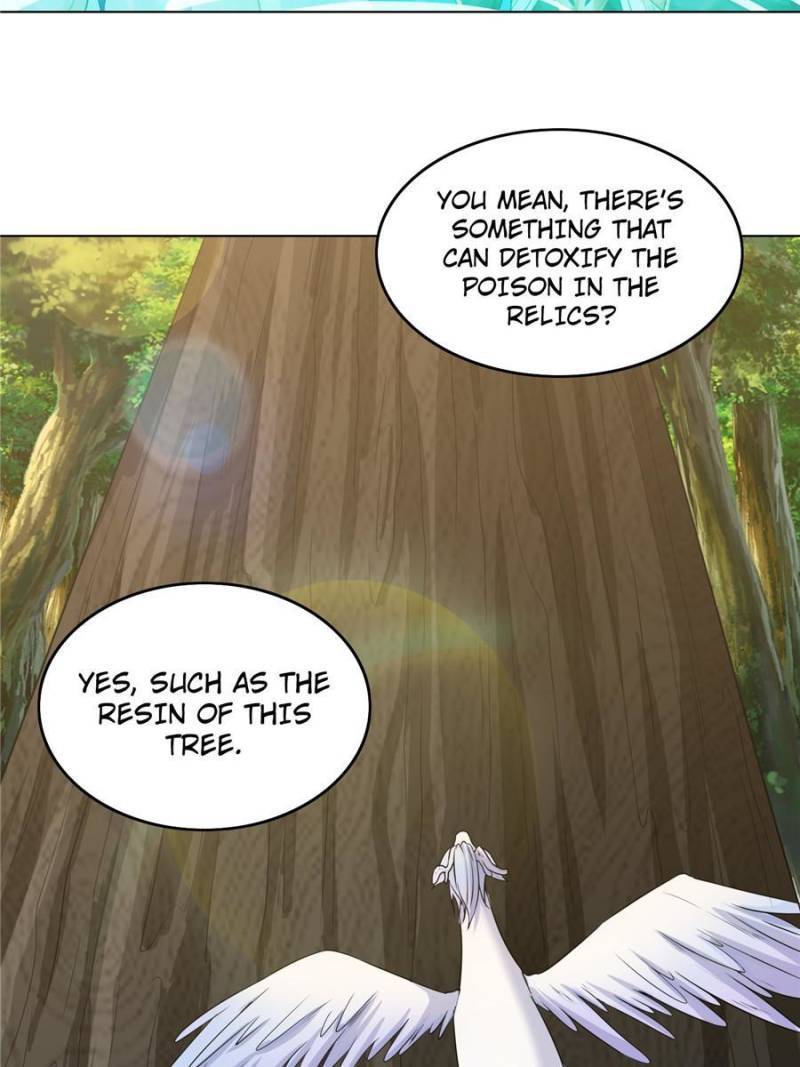 YOU MEAN, THERE'S
SOMETHING THAT
CAN DETOXIFY THE
POISON IN THE
RELICS?
YES, SUCH AS THE
RESIN OF THIS
TREE.